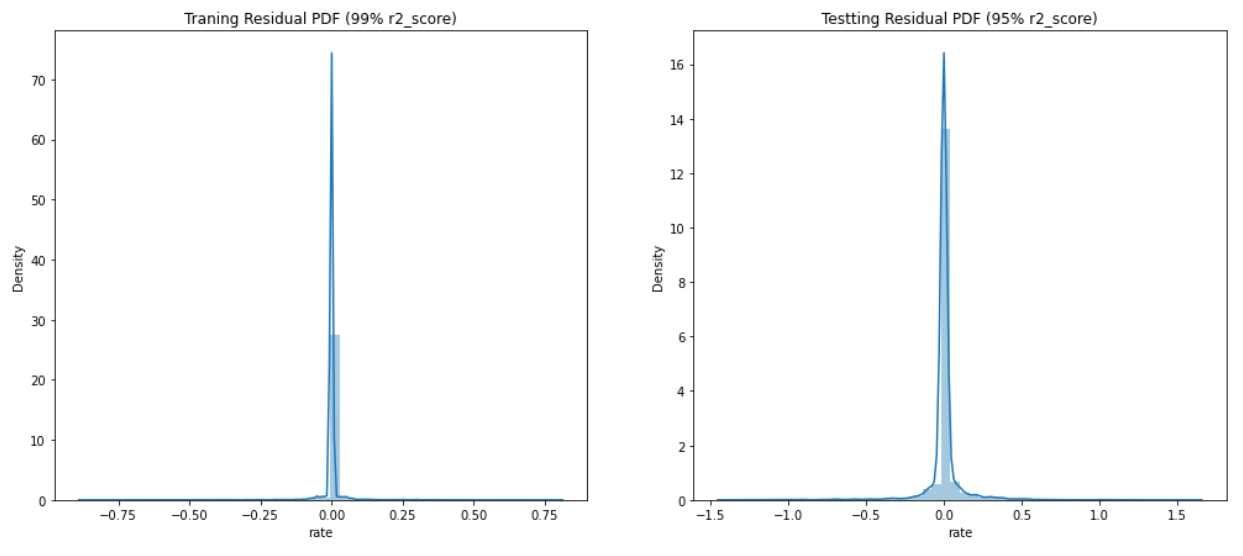 Traning Residual PDF (99% r2_score)
70
60
50
40
30
20
10
0
Density
−0.75 −0.50 −0.25 0.00 0.25 0.50 0.75
rate
Testting Residual PDF (95% r2_score)
16
14
12
10
8
6
4
2
0
Density
−1.5 −1.0 −0.5 0.0 0.5 1.0 1.5
rate